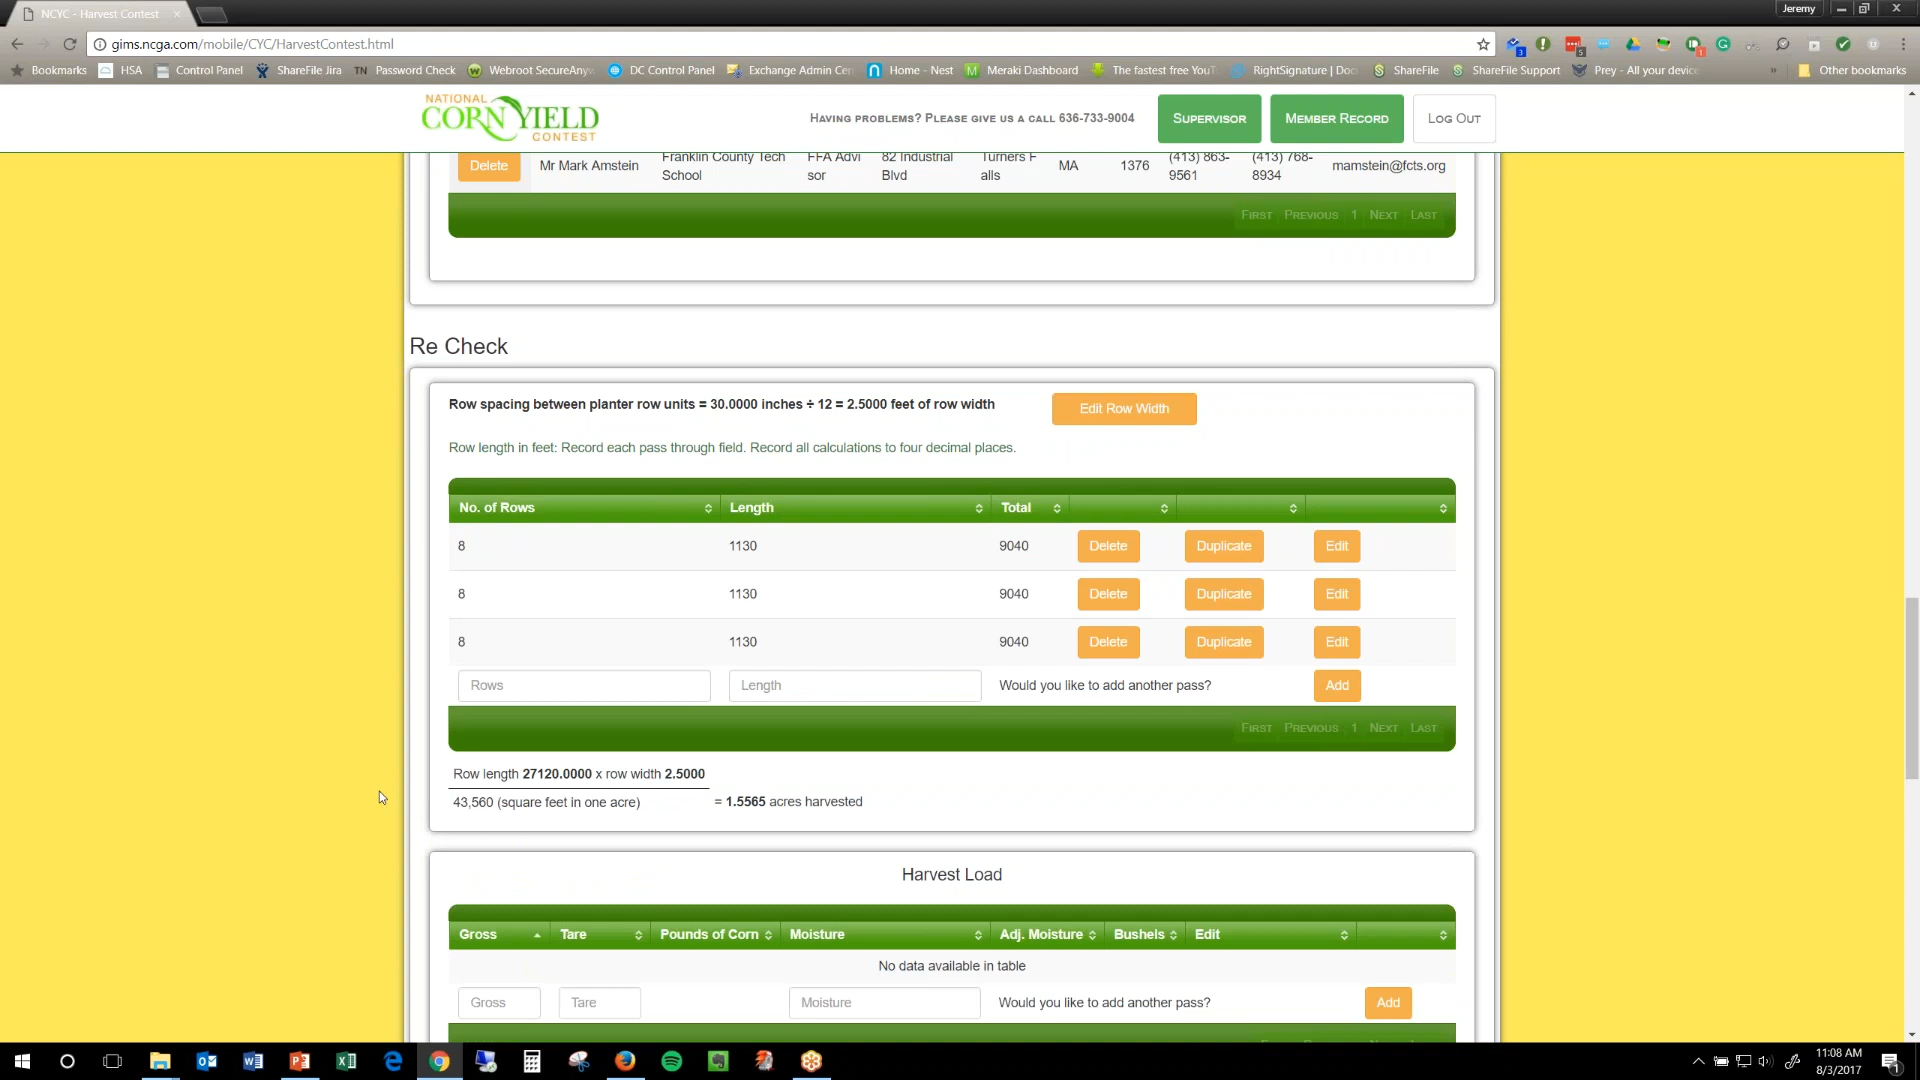 NCYC - Harvest Contest
Jeremy
gims.ncga.com/mobile/CYC/HarvestContest.html
Bookmarks HSA Control Panel ShareFile Jira TN Password Check Webroot SecureAnyw DC Control Panel Exchange Admin Cen Home - Nest Meraki Dashboard The fastest free YouT RightSignature | Doc ShareFile ShareFile Support Prey - All your device » Other bookmarks
NATIONAL
CORN YIELD
CONTEST
Having problems? Please give us a call 636-733-9004
Supervisor
Member Record
Log Out
Delete
Mr Mark Amstein
Franklin County Tech
School
FFA Advi
sor
82 Industrial
Blvd
Turners F
alls
MA
1376
(413) 863-
9561
(413) 768-
8934
mamstein@fcts.org
First Previous 1 Next Last
Re Check
Row spacing between planter row units = 30.0000 inches ÷ 12 = 2.5000 feet of row width
Edit Row Width
Row length in feet: Record each pass through field. Record all calculations to four decimal places.
No. of Rows Length Total
8 1130 9040 Delete Duplicate Edit
8 1130 9040 Delete Duplicate Edit
8 1130 9040 Delete Duplicate Edit
Rows Length Would you like to add another pass? Add
First Previous 1 Next Last
Row length 27120.0000 x row width 2.5000
43,560 (square feet in one acre) = 1.5565 acres harvested
Harvest Load
Gross Tare Pounds of Corn Moisture Adj. Moisture Bushels Edit
No data available in table
Gross Tare Moisture Would you like to add another pass? Add
11:08 AM
8/3/2017